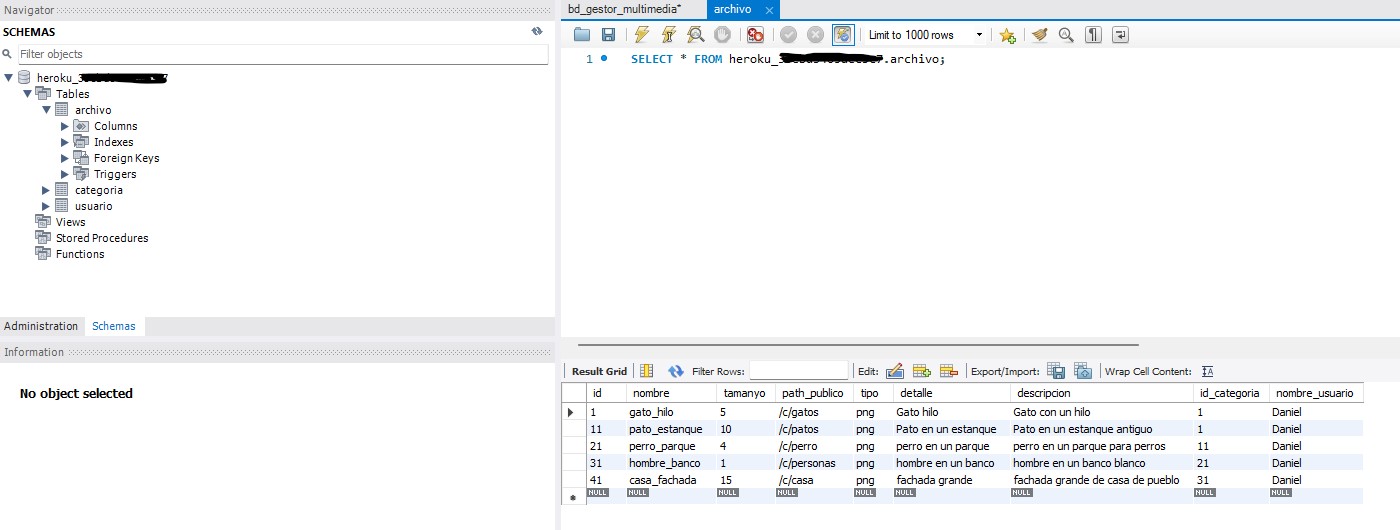 Navigator
SCHEMAS
Filter objects
heroku_
Tables
archivo
Columns
Indexes
Foreign Keys
Triggers
categoria
usuario
Views
Stored Procedures
Functions
Administration Schemas
Information
No object selected
bd_gestor_multimedia* archivo
Limit to 1000 rows
1 SELECT * FROM heroku_ .archivo;
Result Grid Filter Rows: Edit: Export/Import: Wrap Cell Content:
id nombre tamanyo path_publico tipo detalle descripcion id_categoria nombre_usuario
1 gato_hilo 5 /c/gatos png Gato hilo Gato con un hilo 1 Daniel
11 pato_estanque 10 /c/patos png Pato en un estanque Pato en un estanque antiguo 1 Daniel
21 perro_parque 4 /c/perro png perro en un parque perro en un parque para perros 11 Daniel
31 hombre_banco 1 /c/personas png hombre en un banco hombre en un banco blanco 21 Daniel
41 casa_fachada 15 /c/casa png fachada grande fachada grande de casa de pueblo 31 Daniel
NULL NULL NULL NULL NULL NULL NULL NULL NULL